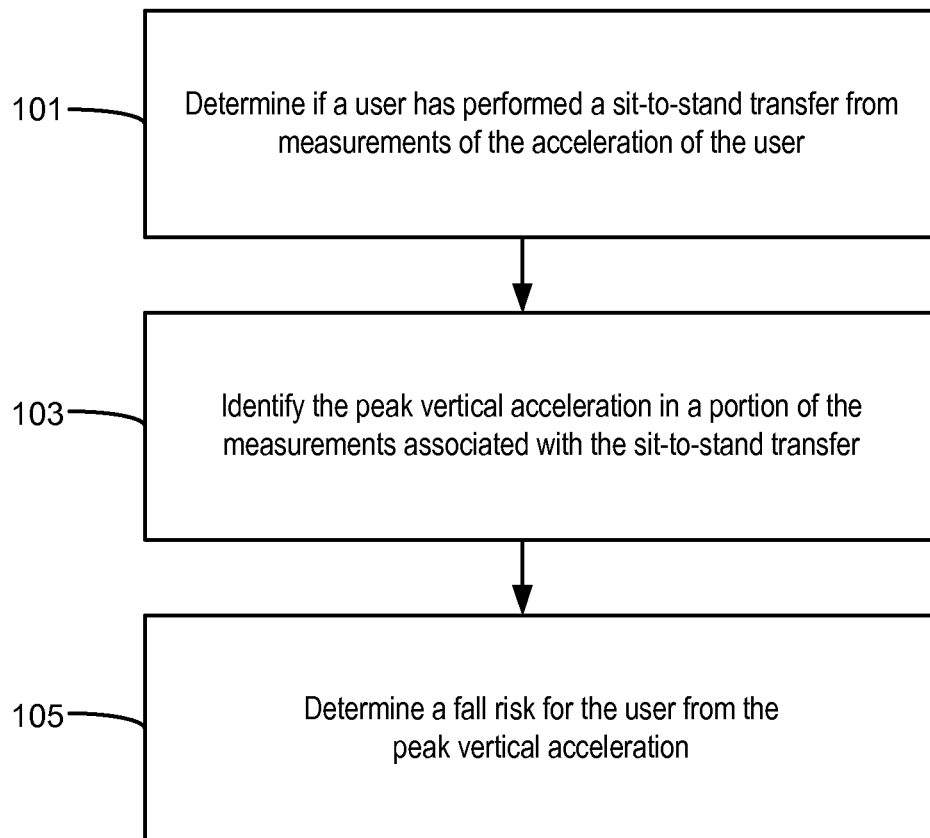 101
Determine if a user has performed a sit-to-stand transfer from
measurements of the acceleration of the user
103
Identify the peak vertical acceleration in a portion of the
measurements associated with the sit-to-stand transfer
105
Determine a fall risk for the user from the
peak vertical acceleration